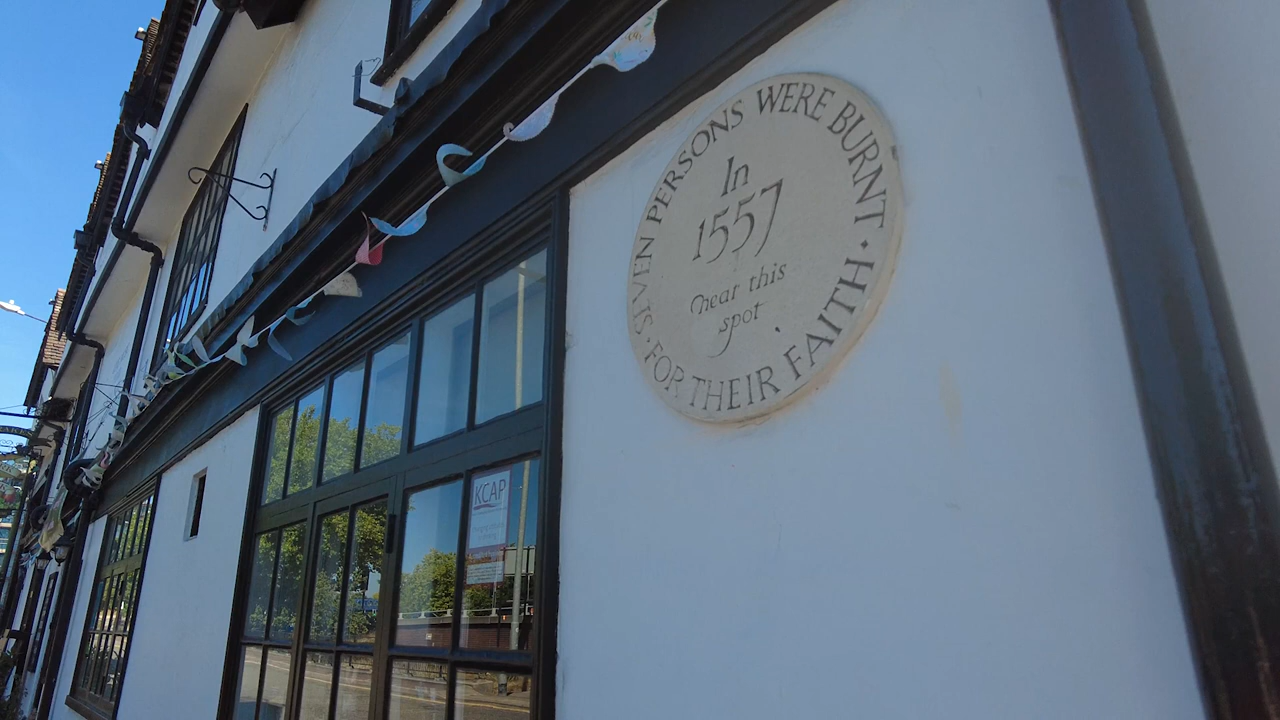 SEVEN PERSONS WERE BURNT · FOR THEIR FAITH ·
In
1557
near this
spot
KCAP